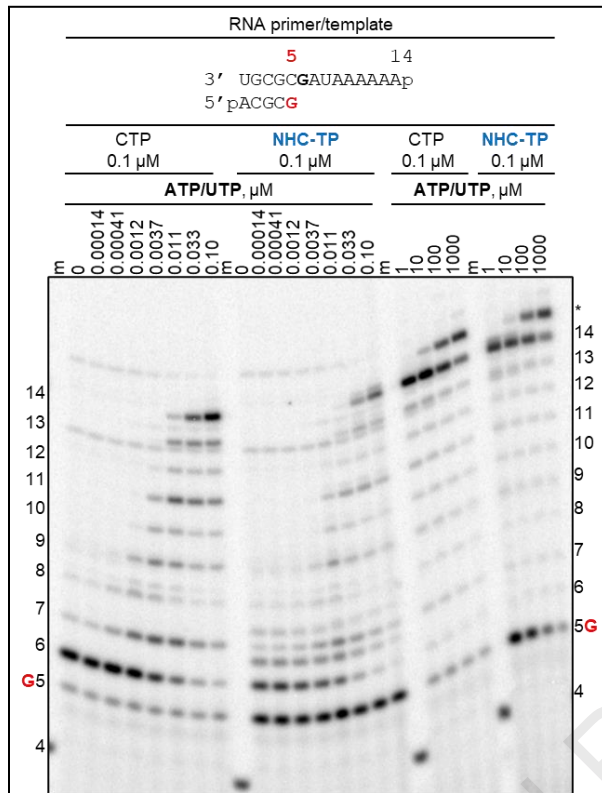 RNA primer/template
5 14
3' UGCGCGAUAAAAAAp
5'pACGCG
CTP NHC-TP CTP NHC-TP
0.1 µM 0.1 µM 0.1 µM 0.1 µM
ATP/UTP, µM ATP/UTP, µM
m 0 0.00014 0.00041 0.0012 0.0037 0.011 0.033 0.10 m 0 0.00014 0.00041 0.0012 0.0037 0.011 0.033 0.10 m 1 10 100 1000 m 1 10 100 1000
*
14 14
13 13
12 12
11 11
10 10
9 9
8 8
7 7
6 6
G5 5G
4 4